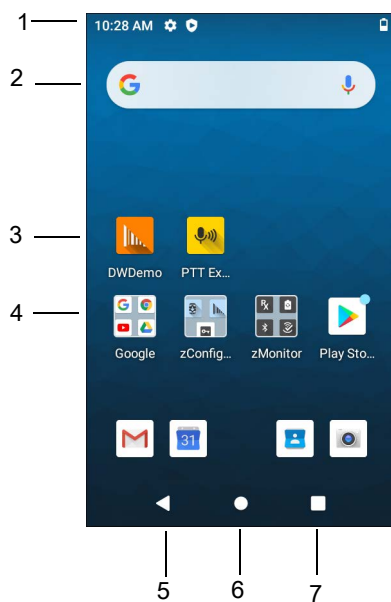 1
10:28 AM
2
G
3
DWDemo PTT Ex...
4
G
Rx
Google zConfig... zMonitor Play Sto...
31
5 6 7